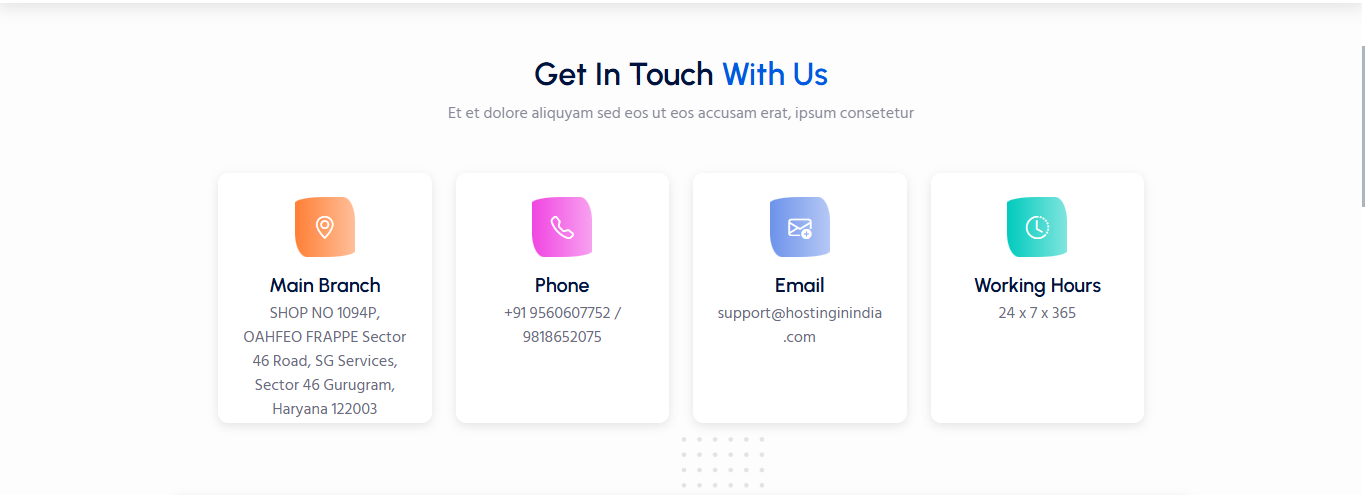 Get In Touch With Us
Et et dolore aliquyam sed eos ut eos accusam erat, ipsum consetetur
Main Branch
SHOP NO 1094P,
OAHFEO FRAPPE Sector
46 Road, SG Services,
Sector 46 Gurugram,
Haryana 122003
Phone
+91 9560607752 /
9818652075
Email
support@hostinginindia
.com
Working Hours
24 x 7 x 365